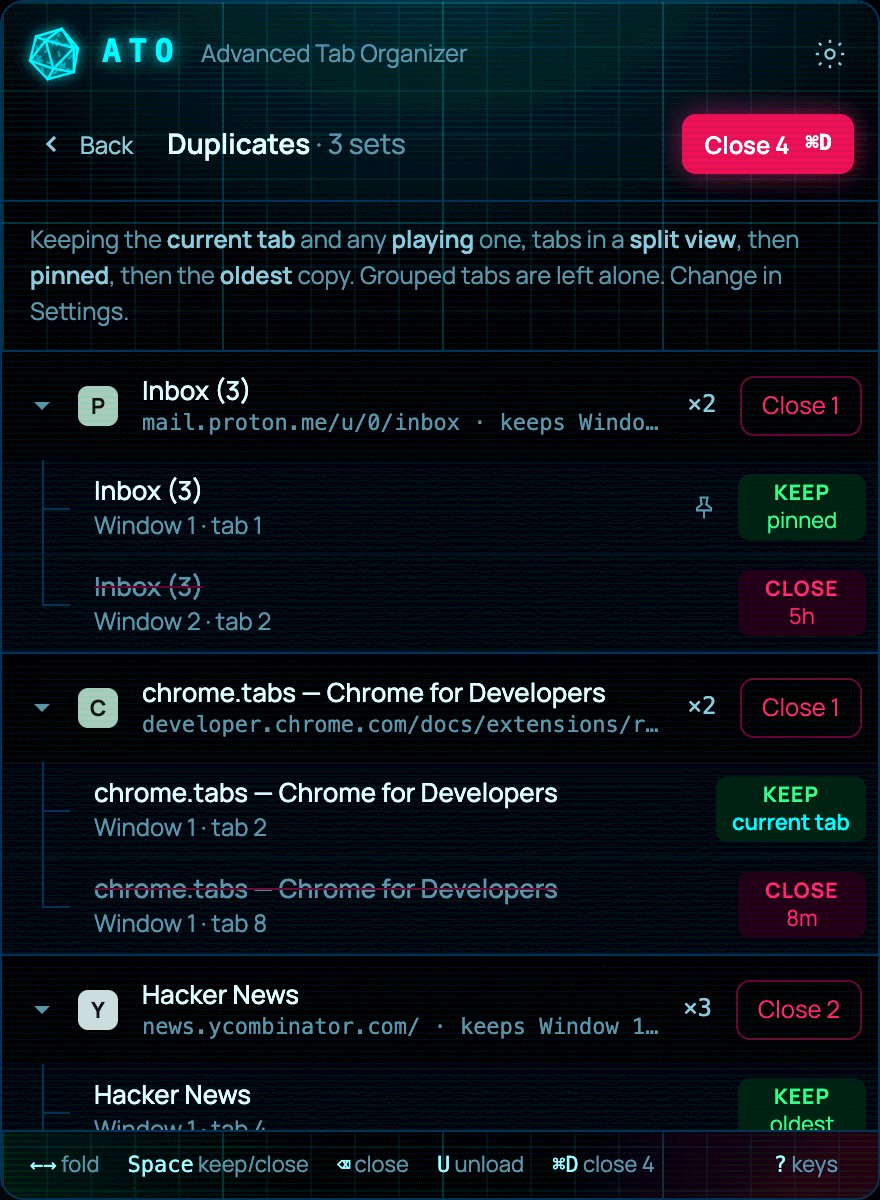 ATO Advanced Tab Organizer
Back Duplicates · 3 sets Close 4 ⌘D
Keeping the current tab and any playing one, tabs in a split view, then
pinned, then the oldest copy. Grouped tabs are left alone. Change in
Settings.
P Inbox (3) ×2 Close 1
mail.proton.me/u/0/inbox · keeps Windo…
Inbox (3) KEEP
Window 1 · tab 1 pinned
Inbox (3) CLOSE
Window 2 · tab 2 5h
C chrome.tabs — Chrome for Developers ×2 Close 1
developer.chrome.com/docs/extensions/r…
chrome.tabs — Chrome for Developers KEEP
Window 1 · tab 2 current tab
chrome.tabs — Chrome for Developers CLOSE
Window 1 · tab 8 8m
Y Hacker News ×3 Close 2
news.ycombinator.com/ · keeps Window 1…
Hacker News KEEP
Window 1 · tab 4 oldest
←→ fold Space keep/close ⌫ close U unload ⌘D close 4 ? keys